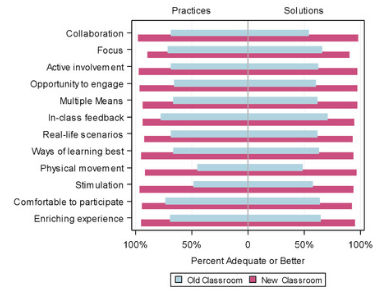 Practices Solutions
Collaboration
Focus
Active involvement
Opportunity to engage
Multiple Means
In-class feedback
Real-life scenarios
Ways of learning best
Physical movement
Stimulation
Comfortable to participate
Enriching experience
100% 50% 0 50% 100%
Percent Adequate or Better
Old Classroom New Classroom